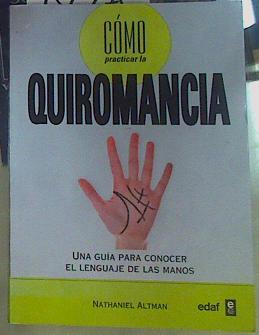 CÓMO
practicar la
QUIROMANCIA
UNA GUÍA PARA CONOCER
EL LENGUAJE DE LAS MANOS
NATHANIEL ALTMAN
edaf